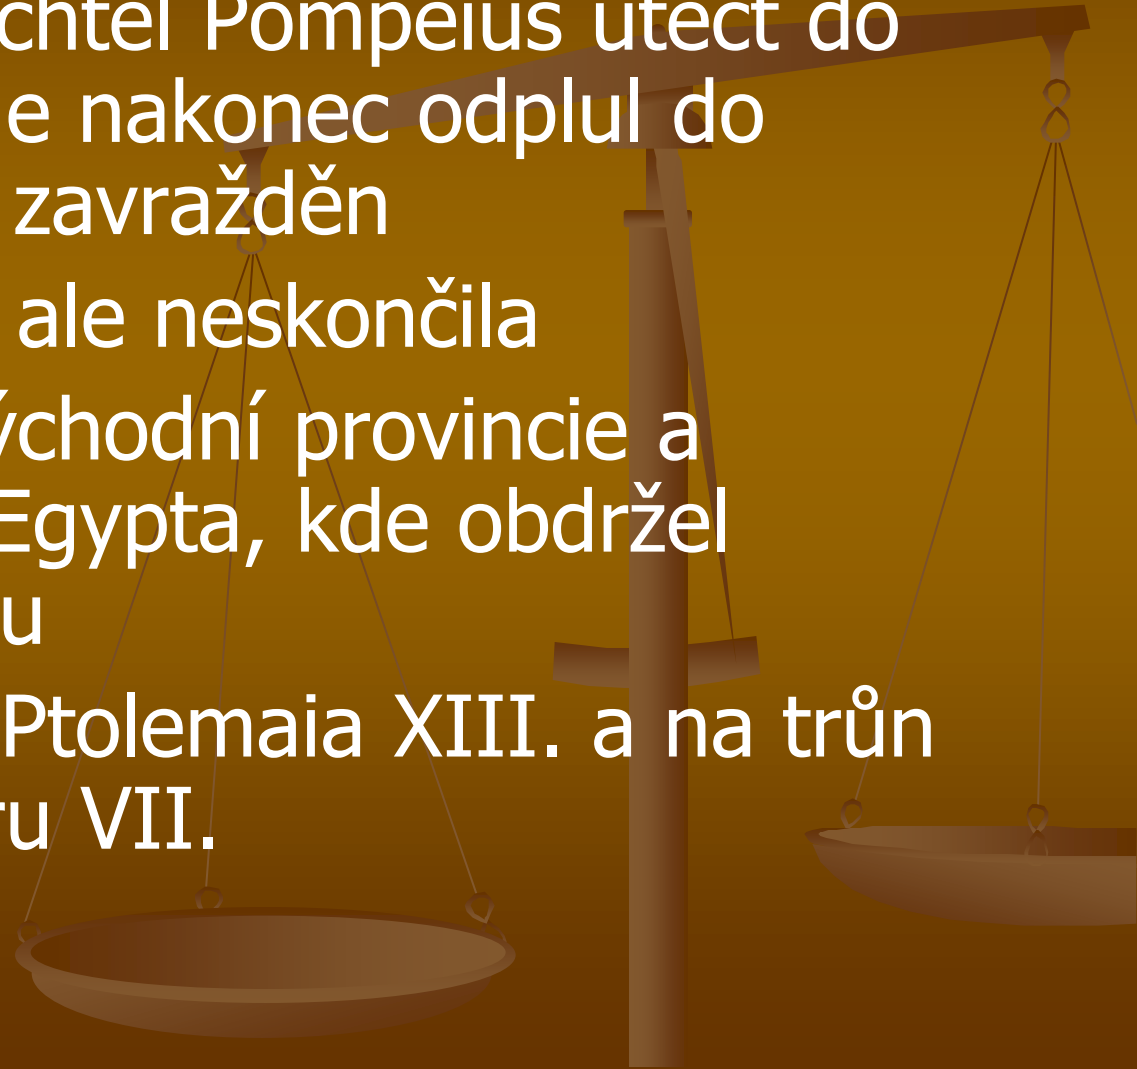 chtěl Pompeius utéct do
e nakonec odplul do
zavražděn
ale neskončila
ýchodní provincie a
Egypta, kde obdržel
u
Ptolemaia XIII. a na trůn
ru VII.